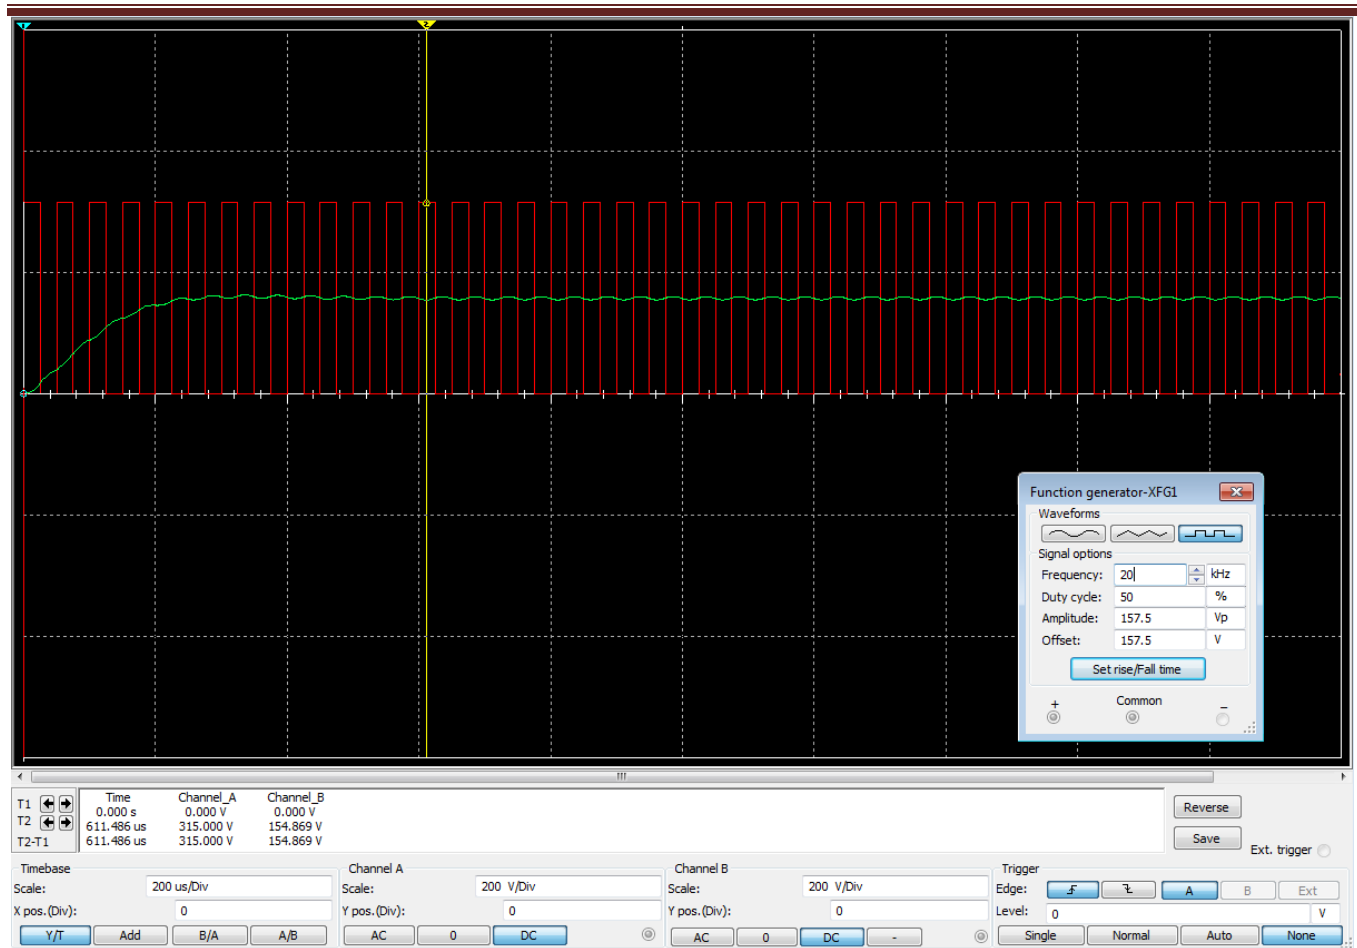 1
2
Function generator-XFG1
Waveforms
Signal options
Frequency: 20 kHz
Duty cycle: 50 %
Amplitude: 157.5 Vp
Offset: 157.5 V
Set rise/Fall time
+ Common −
Time Channel_A Channel_B
T1 0.000 s 0.000 V 0.000 V
T2 611.486 us 315.000 V 154.869 V
T2-T1 611.486 us 315.000 V 154.869 V
Reverse
Save
Ext. trigger
Timebase
Scale: 200 us/Div
X pos.(Div): 0
Y/T Add B/A A/B
Channel A
Scale: 200 V/Div
Y pos.(Div): 0
AC 0 DC
Channel B
Scale: 200 V/Div
Y pos.(Div): 0
AC 0 DC -
Trigger
Edge: A B Ext
Level: 0 V
Single Normal Auto None